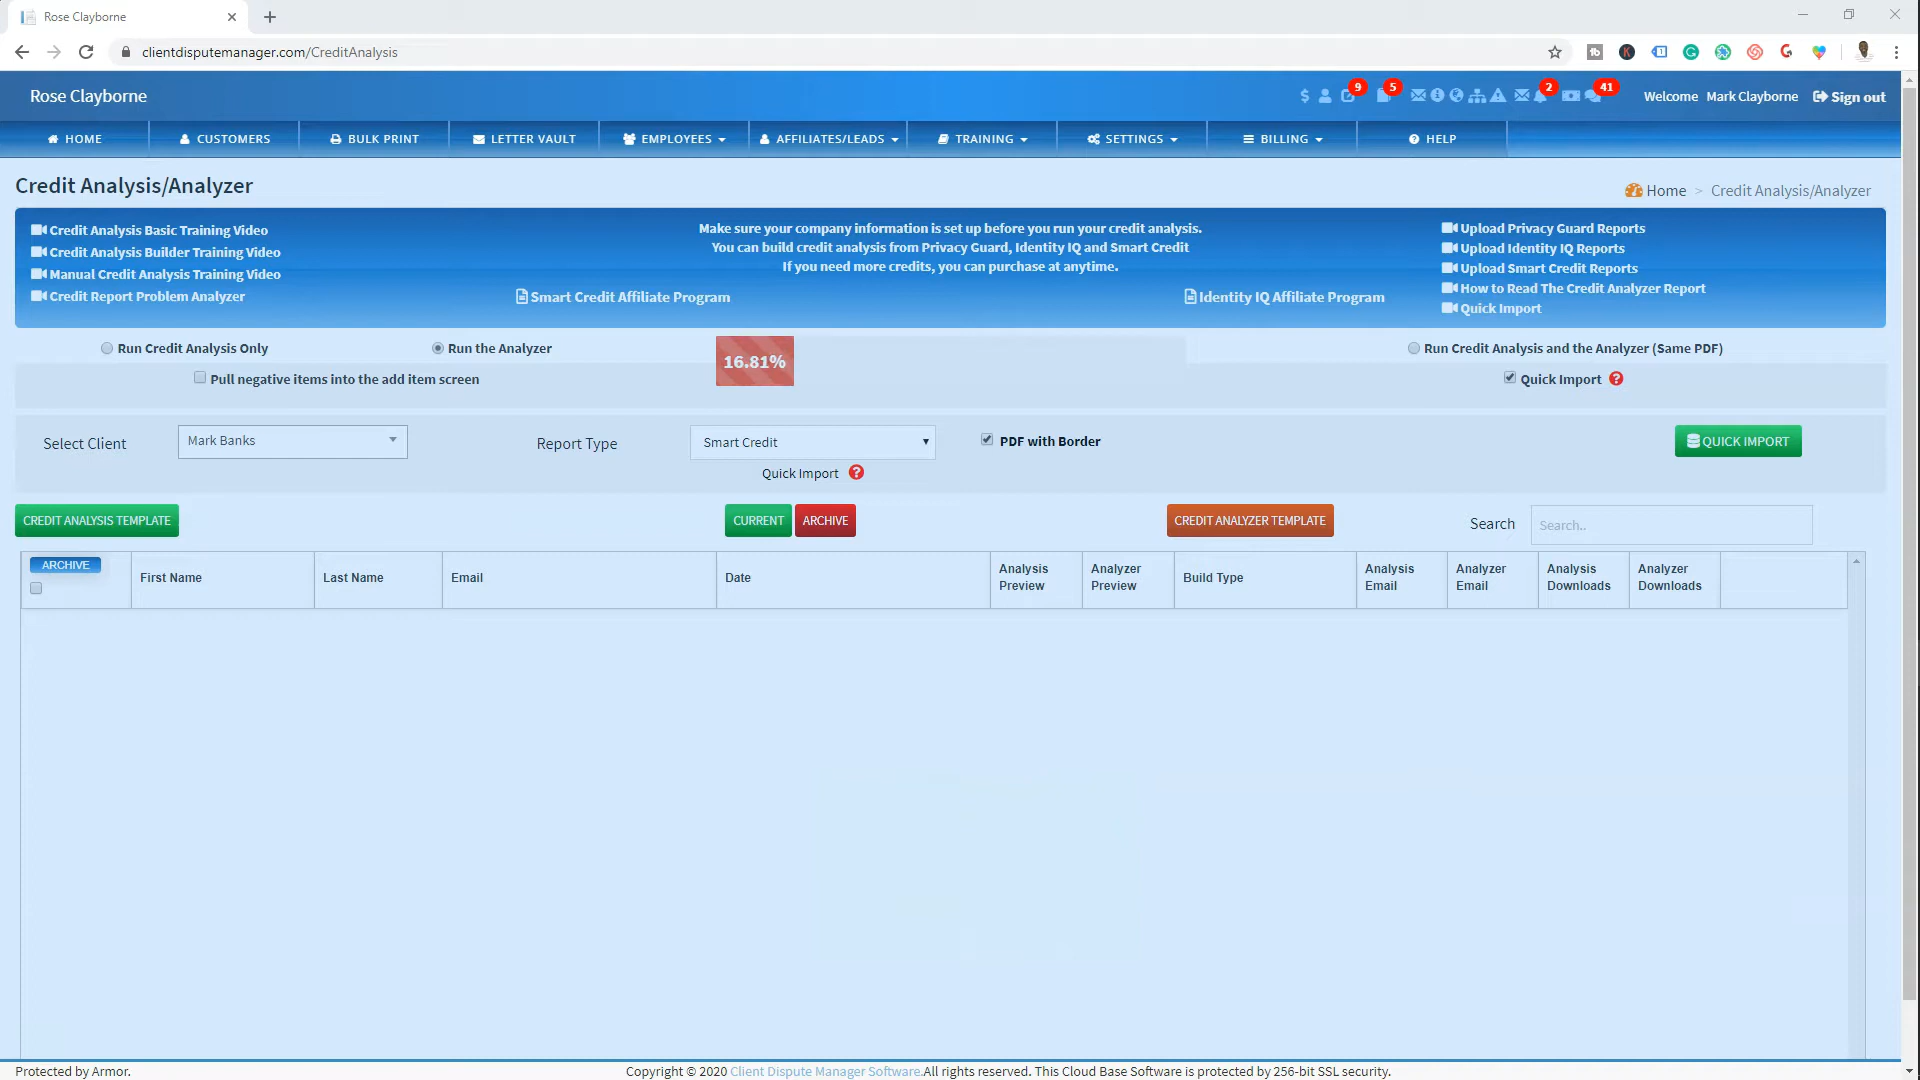 Rose Clayborne
clientdisputemanager.com/CreditAnalysis
Rose Clayborne
9
5
2
41
Welcome Mark Clayborne Sign out
HOME
CUSTOMERS
BULK PRINT
LETTER VAULT
EMPLOYEES
AFFILIATES/LEADS
TRAINING
SETTINGS
BILLING
HELP
Credit Analysis/Analyzer
Home > Credit Analysis/Analyzer
Credit Analysis Basic Training Video
Credit Analysis Builder Training Video
Manual Credit Analysis Training Video
Credit Report Problem Analyzer
Make sure your company information is set up before you run your credit analysis.
You can build credit analysis from Privacy Guard, Identity IQ and Smart Credit
If you need more credits, you can purchase at anytime.
Smart Credit Affiliate Program
Identity IQ Affiliate Program
Upload Privacy Guard Reports
Upload Identity IQ Reports
Upload Smart Credit Reports
How to Read The Credit Analyzer Report
Quick Import
Run Credit Analysis Only
Run the Analyzer
16.81%
Run Credit Analysis and the Analyzer (Same PDF)
Pull negative items into the add item screen
Quick Import
Select Client
Mark Banks
Report Type
Smart Credit
PDF with Border
QUICK IMPORT
Quick Import
CREDIT ANALYSIS TEMPLATE
CURRENT
ARCHIVE
CREDIT ANALYZER TEMPLATE
Search
Search..
ARCHIVE
First Name
Last Name
Email
Date
Analysis
Preview
Analyzer
Preview
Build Type
Analysis
Email
Analyzer
Email
Analysis
Downloads
Analyzer
Downloads
Protected by Armor.
Copyright © 2020 Client Dispute Manager Software.All rights reserved. This Cloud Base Software is protected by 256-bit SSL security.